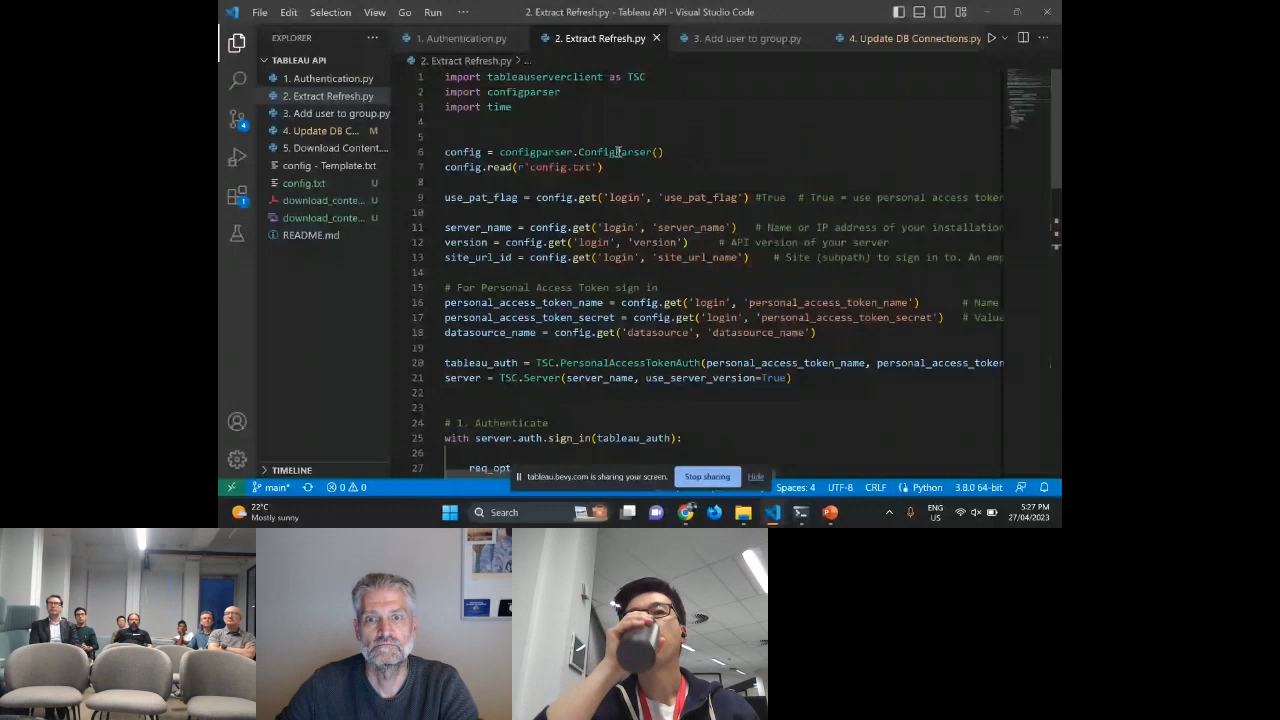 File Edit Selection View Go Run ··· 2. Extract Refresh.py - Tableau API - Visual Studio Code
EXPLORER ···
1. Authentication.py 2. Extract Refresh.py × 3. Add user to group.py 4. Update DB Connections.py ···
TABLEAU API
1. Authentication.py
2. Extract Refresh.py
3. Add user to group.py
4. Update DB C... M
5. Download Content...
config - Template.txt
config.txt U
download_conte... U
download_conte... U
README.md
TIMELINE
2. Extract Refresh.py > ...
1 import tableauserverclient as TSC
2 import configparser
3 import time
4
5
6 config = configparser.ConfigParser()
7 config.read(r'config.txt')
8
9 use_pat_flag = config.get('login', 'use_pat_flag') #True # True = use personal access token
10
11 server_name = config.get('login', 'server_name') # Name or IP address of your installation
12 version = config.get('login', 'version') # API version of your server
13 site_url_id = config.get('login', 'site_url_name') # Site (subpath) to sign in to. An emp
14
15 # For Personal Access Token sign in
16 personal_access_token_name = config.get('login', 'personal_access_token_name') # Name
17 personal_access_token_secret = config.get('login', 'personal_access_token_secret') # Valu
18 datasource_name = config.get('datasource', 'datasource_name')
19
20 tableau_auth = TSC.PersonalAccessTokenAuth(personal_access_token_name, personal_access_token
21 server = TSC.Server(server_name, use_server_version=True)
22
23
24 # 1. Authenticate
25 with server.auth.sign_in(tableau_auth):
26
27 req_opt
tableau.bevy.com is sharing your screen. Stop sharing Hide
main* 0 0 Spaces: 4 UTF-8 CRLF Python 3.8.0 64-bit
22°C
Mostly sunny
Search
ENG
US
5:27 PM
27/04/2023